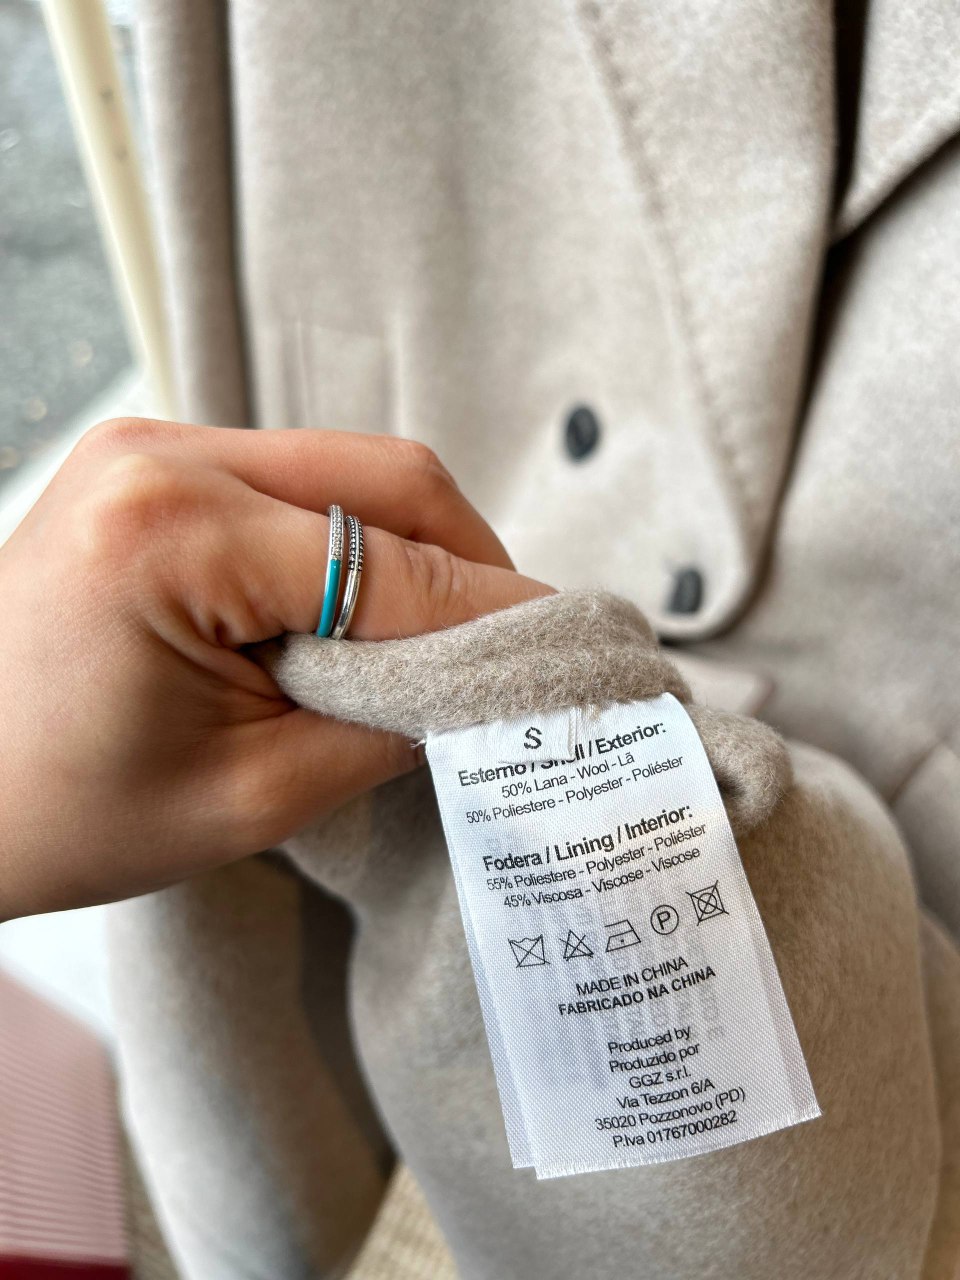 S
Esterno / Shell / Exterior:
50% Lana - Wool - Lã
50% Poliestere - Polyester - Poliéster
Fodera / Lining / Interior:
55% Poliestere - Polyester - Poliéster
45% Viscosa - Viscose - Viscose
P
MADE IN CHINA
FABRICADO NA CHINA
Produced by
Produzido por
GGZ s.r.l.
Via Tezzon 6/A
35020 Pozzonovo (PD)
P.Iva 01767000282